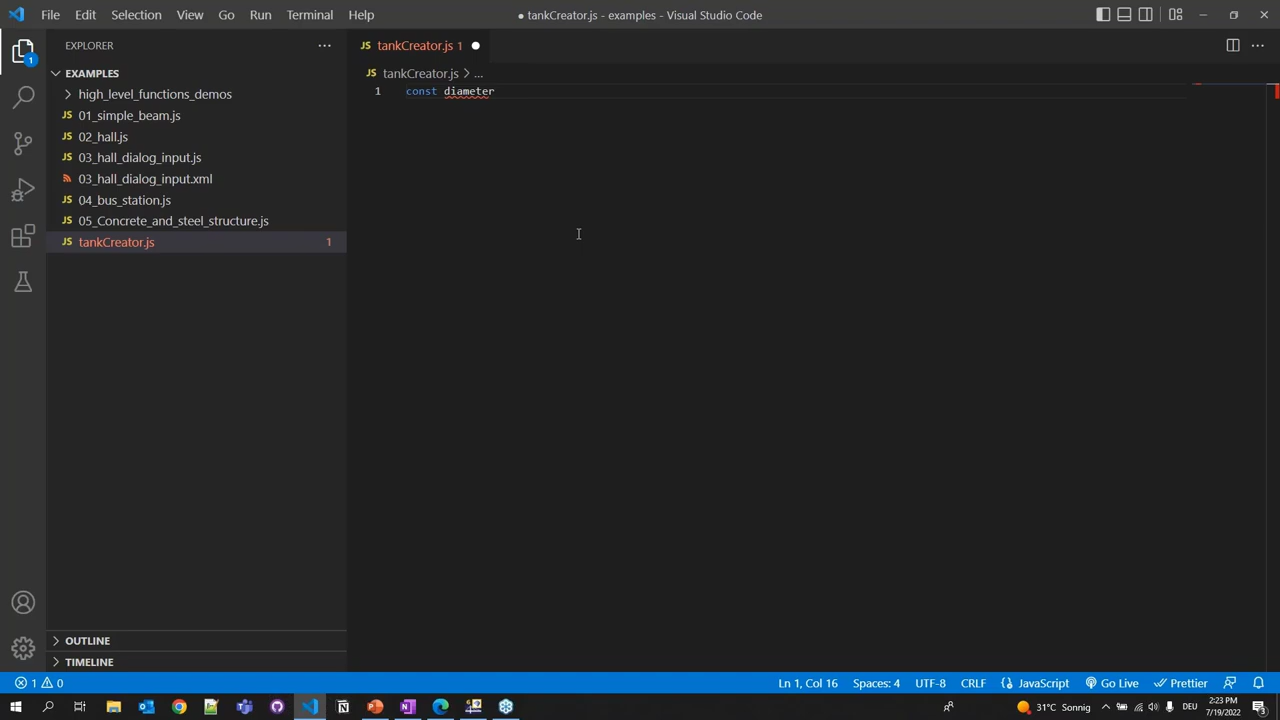 File Edit Selection View Go Run Terminal Help
● tankCreator.js - examples - Visual Studio Code
EXPLORER
tankCreator.js 1
EXAMPLES
tankCreator.js > ...
high_level_functions_demos
1 const diameter
JS 01_simple_beam.js
JS 02_hall.js
JS 03_hall_dialog_input.js
03_hall_dialog_input.xml
JS 04_bus_station.js
JS 05_Concrete_and_steel_structure.js
JS tankCreator.js 1
OUTLINE
TIMELINE
1 0 Ln 1, Col 16 Spaces: 4 UTF-8 CRLF {} JavaScript Go Live Prettier
31°C Sonnig DEU 2:23 PM
7/19/2022